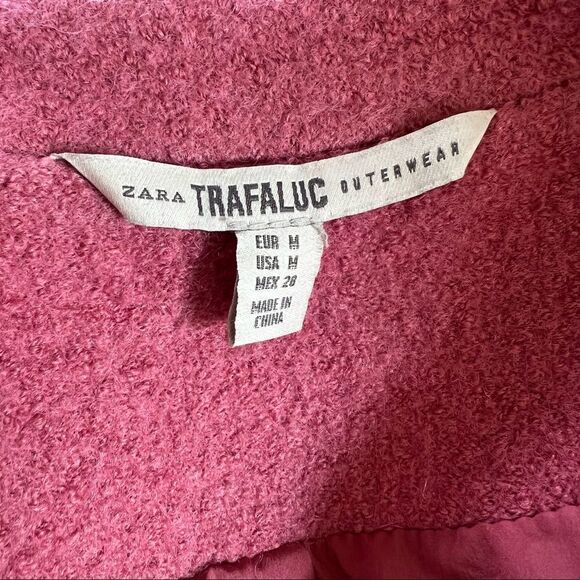 ZARA TRAFALUC OUTERWEAR
EUR M
USA M
MEX 28
MADE IN
CHINA